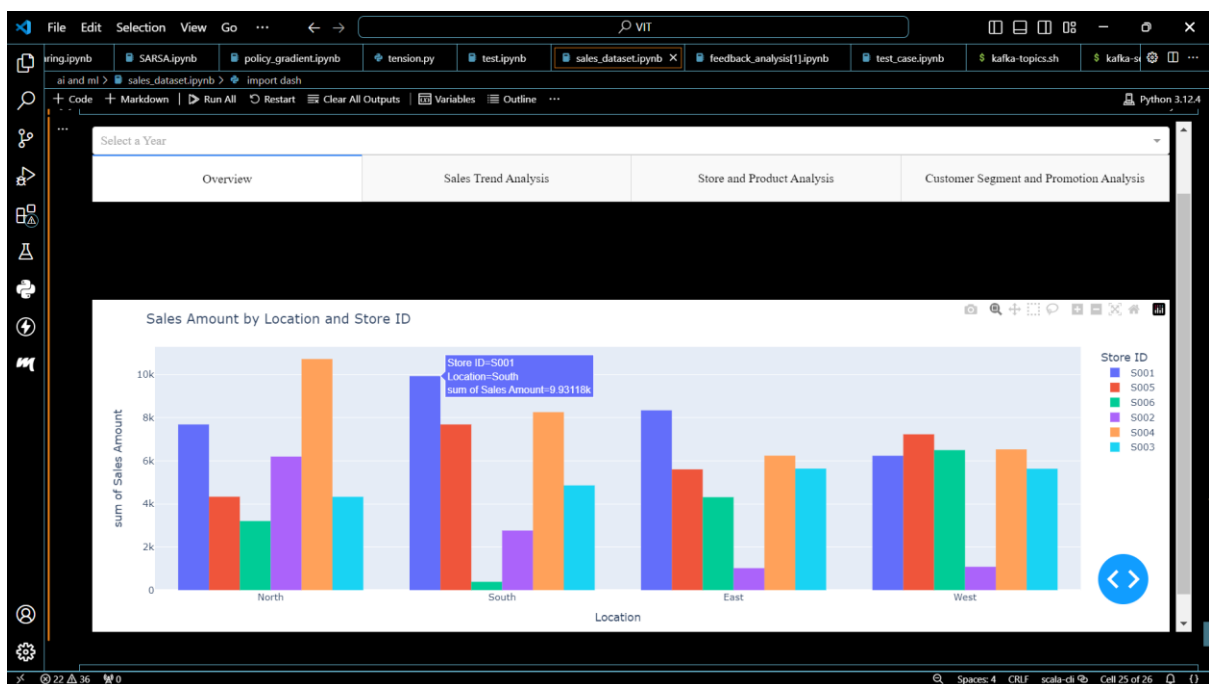 File Edit Selection View Go ··· ← → VIT
ring.ipynb SARSA.ipynb policy_gradient.ipynb tension.py test.ipynb sales_dataset.ipynb feedback_analysis[1].ipynb test_case.ipynb $ kafka-topics.sh $ kafka-s
ai and ml > sales_dataset.ipynb > import dash
+ Code + Markdown | Run All Restart Clear All Outputs | Variables Outline ··· Python 3.12.4
Select a Year
Overview Sales Trend Analysis Store and Product Analysis Customer Segment and Promotion Analysis
Sales Amount by Location and Store ID
Store ID=S001
Location=South
sum of Sales Amount=9.93118k
Store ID
S001
S005
S006
S002
S004
S003
sum of Sales Amount
10k
8k
6k
4k
2k
0
North South East West
Location
22 36 0 Spaces: 4 CRLF scala-cli Cell 25 of 26 {}